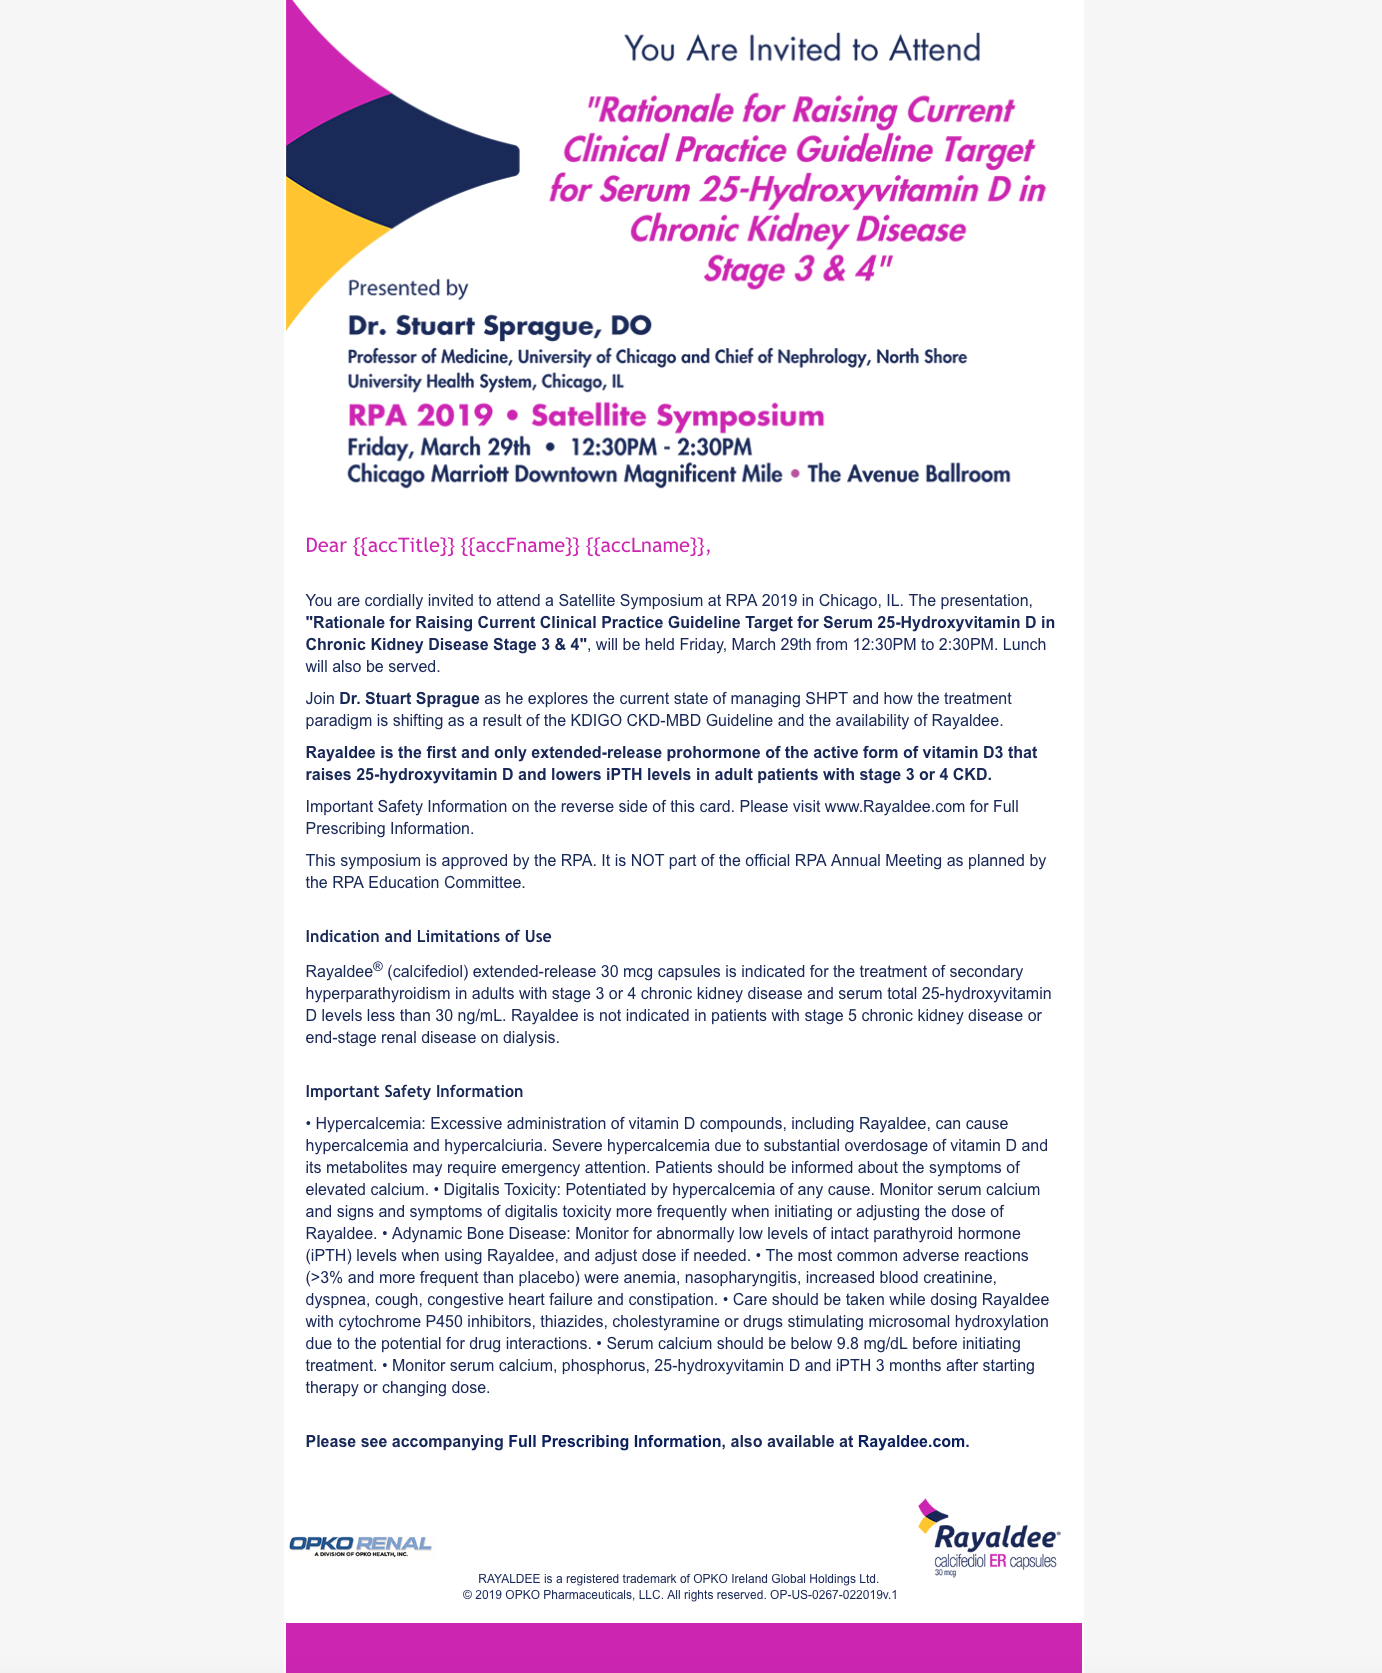 You Are Invited to Attend
"Rationale for Raising Current
Clinical Practice Guideline Target
for Serum 25-Hydroxyvitamin D in
Chronic Kidney Disease
Stage 3 & 4"
Presented by
Dr. Stuart Sprague, DO
Professor of Medicine, University of Chicago and Chief of Nephrology, North Shore
University Health System, Chicago, IL
RPA 2019 • Satellite Symposium
Friday, March 29th • 12:30PM - 2:30PM
Chicago Marriott Downtown Magnificent Mile • The Avenue Ballroom
Dear {{accTitle}} {{accFname}} {{accLname}},
You are cordially invited to attend a Satellite Symposium at RPA 2019 in Chicago, IL. The presentation,
"Rationale for Raising Current Clinical Practice Guideline Target for Serum 25-Hydroxyvitamin D in
Chronic Kidney Disease Stage 3 & 4", will be held Friday, March 29th from 12:30PM to 2:30PM. Lunch
will also be served.
Join Dr. Stuart Sprague as he explores the current state of managing SHPT and how the treatment
paradigm is shifting as a result of the KDIGO CKD-MBD Guideline and the availability of Rayaldee.
Rayaldee is the first and only extended-release prohormone of the active form of vitamin D3 that
raises 25-hydroxyvitamin D and lowers iPTH levels in adult patients with stage 3 or 4 CKD.
Important Safety Information on the reverse side of this card. Please visit www.Rayaldee.com for Full
Prescribing Information.
This symposium is approved by the RPA. It is NOT part of the official RPA Annual Meeting as planned by
the RPA Education Committee.
Indication and Limitations of Use
Rayaldee® (calcifediol) extended-release 30 mcg capsules is indicated for the treatment of secondary
hyperparathyroidism in adults with stage 3 or 4 chronic kidney disease and serum total 25-hydroxyvitamin
D levels less than 30 ng/mL. Rayaldee is not indicated in patients with stage 5 chronic kidney disease or
end-stage renal disease on dialysis.
Important Safety Information
• Hypercalcemia: Excessive administration of vitamin D compounds, including Rayaldee, can cause
hypercalcemia and hypercalciuria. Severe hypercalcemia due to substantial overdosage of vitamin D and
its metabolites may require emergency attention. Patients should be informed about the symptoms of
elevated calcium. • Digitalis Toxicity: Potentiated by hypercalcemia of any cause. Monitor serum calcium
and signs and symptoms of digitalis toxicity more frequently when initiating or adjusting the dose of
Rayaldee. • Adynamic Bone Disease: Monitor for abnormally low levels of intact parathyroid hormone
(iPTH) levels when using Rayaldee, and adjust dose if needed. • The most common adverse reactions
(>3% and more frequent than placebo) were anemia, nasopharyngitis, increased blood creatinine,
dyspnea, cough, congestive heart failure and constipation. • Care should be taken while dosing Rayaldee
with cytochrome P450 inhibitors, thiazides, cholestyramine or drugs stimulating microsomal hydroxylation
due to the potential for drug interactions. • Serum calcium should be below 9.8 mg/dL before initiating
treatment. • Monitor serum calcium, phosphorus, 25-hydroxyvitamin D and iPTH 3 months after starting
therapy or changing dose.
Please see accompanying Full Prescribing Information, also available at Rayaldee.com.
OPKO RENAL
A DIVISION OF OPKO HEALTH, INC.
Rayaldee®
calcifediol ER capsules
30 mcg
RAYALDEE is a registered trademark of OPKO Ireland Global Holdings Ltd.
© 2019 OPKO Pharmaceuticals, LLC. All rights reserved. OP-US-0267-022019v.1